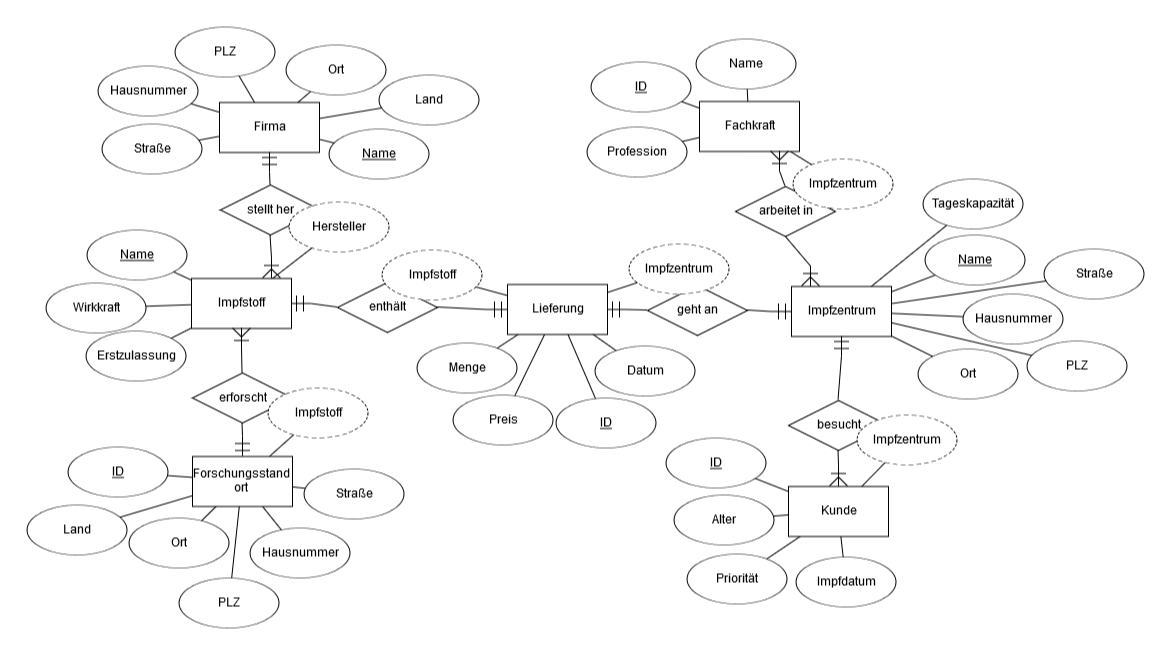 PLZ
Ort
Hausnummer
Land
Firma
Straße
Name
stellt her
Hersteller
Name
Wirkkraft
Impfstoff
Erstzulassung
erforscht
Impfstoff
ID
Forschungsstand
ort
Straße
Land
Ort
Hausnummer
PLZ
Impfstoff
enthält
Lieferung
Impfzentrum
geht an
Menge
Datum
Preis
ID
Name
ID
Fachkraft
Profession
Impfzentrum
arbeitet in
Tageskapazität
Name
Straße
Impfzentrum
Hausnummer
PLZ
Ort
besucht
Impfzentrum
ID
Kunde
Alter
Priorität
Impfdatum